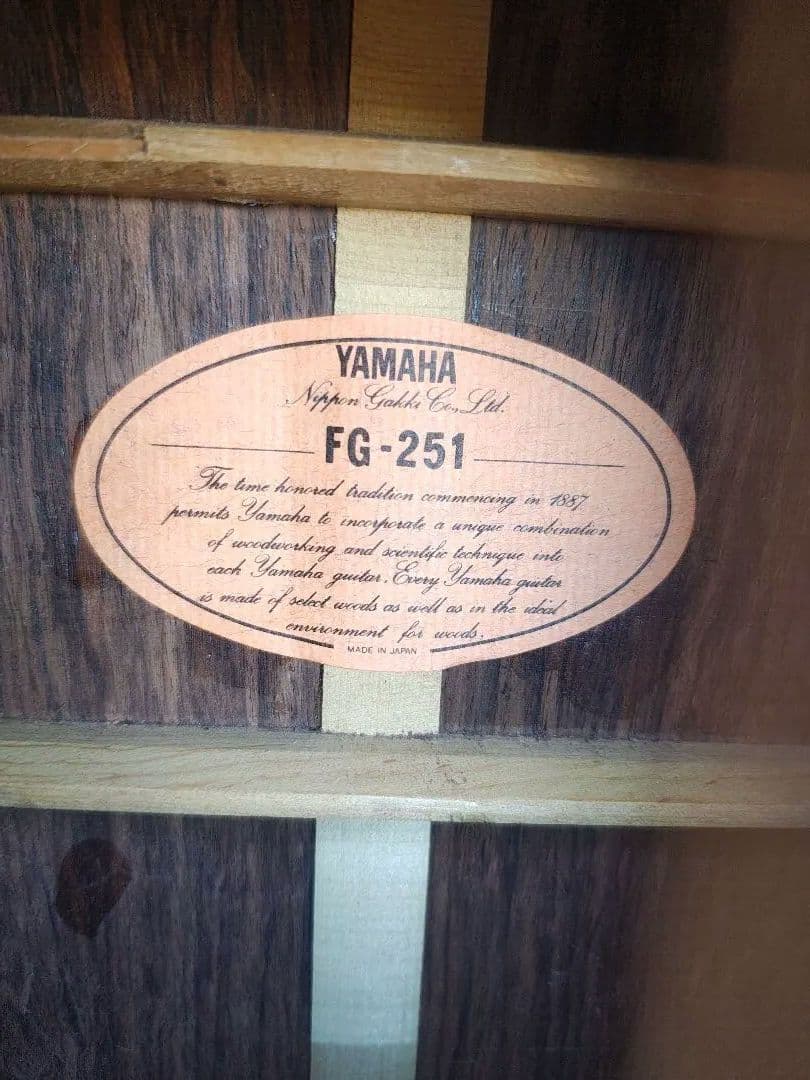 YAMAHA
Nippon Gakki Co., Ltd.
FG-251
The time honored tradition commencing in 1887
permits Yamaha to incorporate a unique combination
of woodworking and scientific technique into
each Yamaha guitar. Every Yamaha guitar
is made of select woods as well as in the ideal
environment for woods.
MADE IN JAPAN